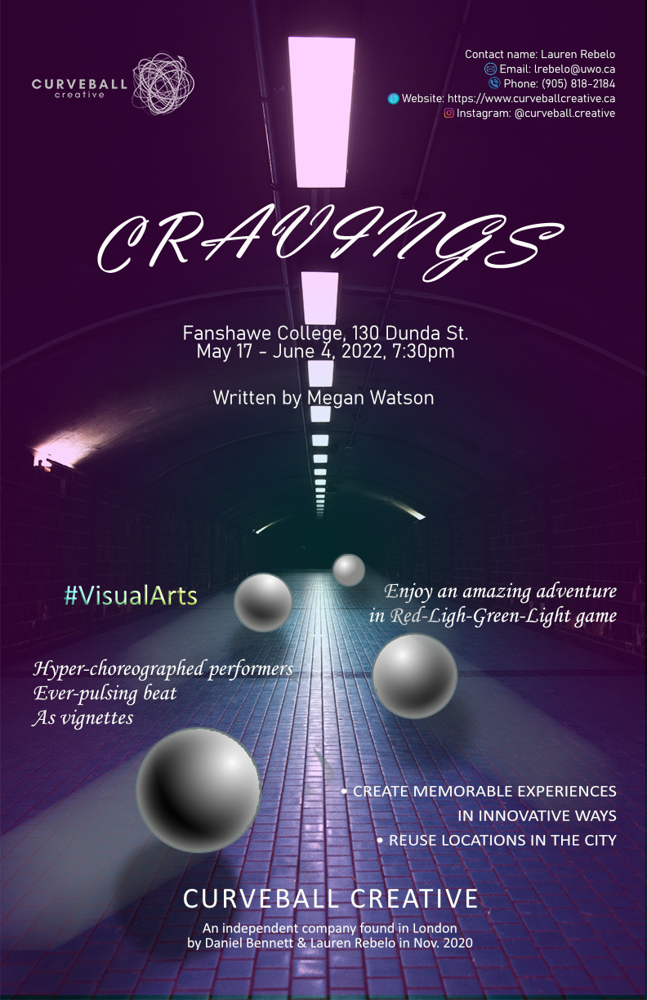 CURVEBALL
creative
Contact name: Lauren Rebelo
Email: lrebelo@uwo.ca
Phone: (905) 818-2184
Website: https://www.curveballcreative.ca
Instagram: @curveball.creative
CRAVINGS
Fanshawe College, 130 Dunda St.
May 17 - June 4, 2022, 7:30pm
Written by Megan Watson
#VisualArts
Enjoy an amazing adventure
in Red-Ligh-Green-Light game
Hyper-choreographed performers
Ever-pulsing beat
As vignettes
• CREATE MEMORABLE EXPERIENCES
IN INNOVATIVE WAYS
• REUSE LOCATIONS IN THE CITY
CURVEBALL CREATIVE
An independent company found in London
by Daniel Bennett & Lauren Rebelo in Nov. 2020